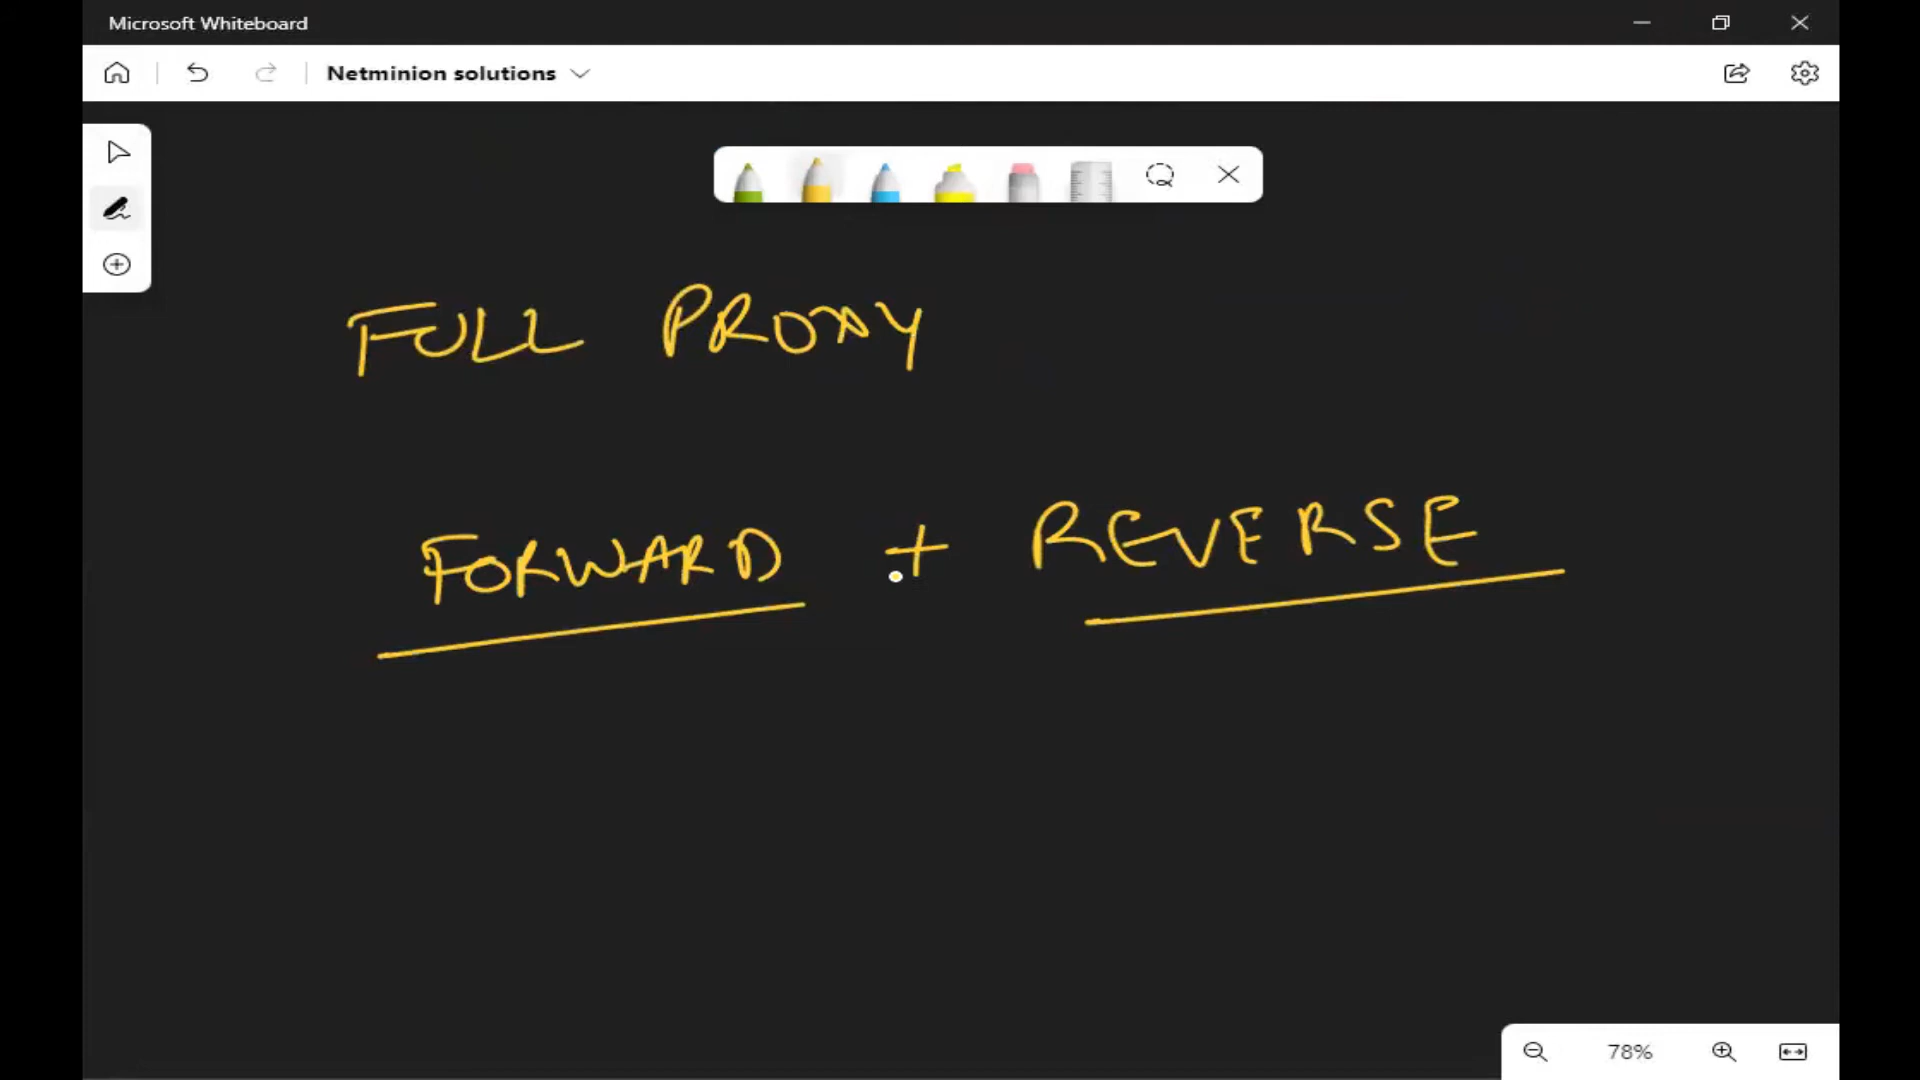 Microsoft Whiteboard
Netminion solutions
FULL PROXY
FORWARD + REVERSE
78%